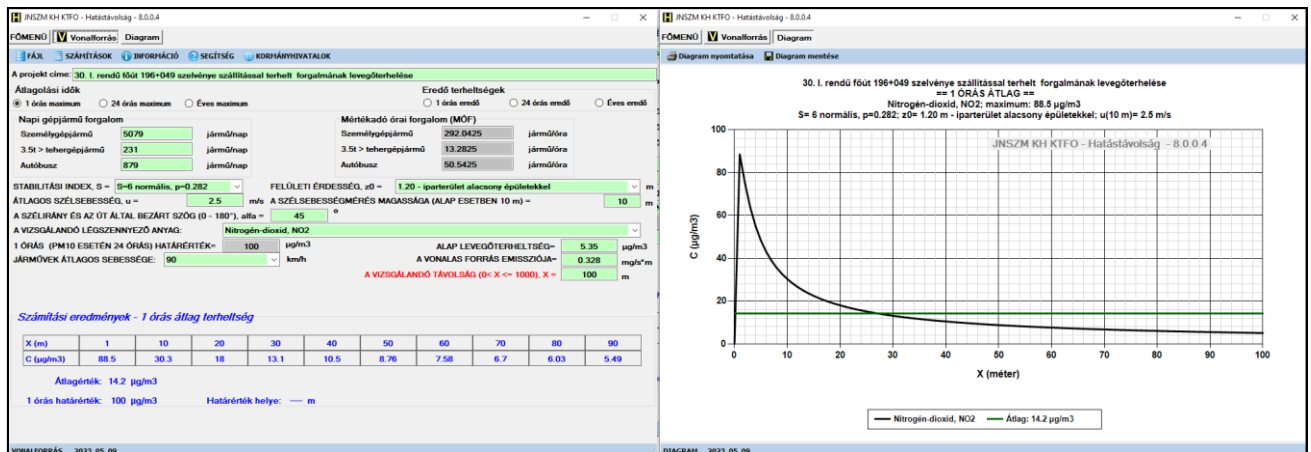 JNSZM KH KTFO - Hatástávolság - 8.0.0.4
FŐMENÜ Vonalforrás Diagram
FÁJL SZÁMÍTÁSOK INFORMÁCIÓ SEGÍTSÉG KORMÁNYHIVATALOK
A projekt címe: 30. I. rendű főút 196+049 szelvénye szállítással terhelt forgalmának levegőterhelése
Átlagolási idők Eredő terheltségek
1 órás maximum 24 órás maximum Éves maximum 1 órás eredő 24 órás eredő Éves eredő
Napi gépjármű forgalom Mértékadó órai forgalom (MÓF)
Személygépjármű 5079 jármű/nap Személygépjármű 292.0425 jármű/óra
3.5t > tehergépjármű 231 jármű/nap 3.5t > tehergépjármű 13.2825 jármű/óra
Autóbusz 879 jármű/nap Autóbusz 50.5425 jármű/óra
STABILITÁSI INDEX, S = S=6 normális, p=0.282 FELÜLETI ÉRDESSÉG, z0 = 1.20 - iparterület alacsony épületekkel m
ÁTLAGOS SZÉLSEBESSÉG, u = 2.5 m/s A SZÉLSEBESSÉGMÉRÉS MAGASSÁGA (ALAP ESETBEN 10 m) = 10 m
A SZÉLIRÁNY ÉS AZ ÚT ÁLTAL BEZÁRT SZÖG (0 - 180°), alfa = 45 °
A VIZSGÁLANDÓ LÉGSZENNYEZŐ ANYAG: Nitrogén-dioxid, NO2
1 ÓRÁS (PM10 ESETÉN 24 ÓRÁS) HATÁRÉRTÉK= 100 µg/m3 ALAP LEVEGŐTERHELTSÉG= 5.35 µg/m3
JÁRMŰVEK ÁTLAGOS SEBESSÉGE: 90 km/h A VONALAS FORRÁS EMISSZIÓJA= 0.328 mg/s*m
A VIZSGÁLANDÓ TÁVOLSÁG (0< X <= 1000), X = 100 m
Számítási eredmények - 1 órás átlag terheltség
X (m) 1 10 20 30 40 50 60 70 80 90
C (µg/m3) 88.5 30.3 18 13.1 10.5 8.76 7.58 6.7 6.03 5.49
Átlagérték: 14.2 µg/m3
1 órás határérték: 100 µg/m3 Határérték helye: --- m
VONALFORRÁS 2023. 05. 09.
JNSZM KH KTFO - Hatástávolság - 8.0.0.4
FŐMENÜ Vonalforrás Diagram
Diagram nyomtatása Diagram mentése
30. I. rendű főút 196+049 szelvénye szállítással terhelt forgalmának levegőterhelése
== 1 ÓRÁS ÁTLAG ==
Nitrogén-dioxid, NO2; maximum: 88.5 µg/m3
S= 6 normális, p=0.282; z0= 1.20 m - iparterület alacsony épületekkel; u(10 m)= 2.5 m/s
JNSZM KH KTFO - Hatástávolság - 8.0.0.4
C (µg/m3)
100
80
60
40
20
0
0 10 20 30 40 50 60 70 80 90 100
X (méter)
Nitrogén-dioxid, NO2 Átlag: 14.2 µg/m3
DIAGRAM 2023. 05. 09.